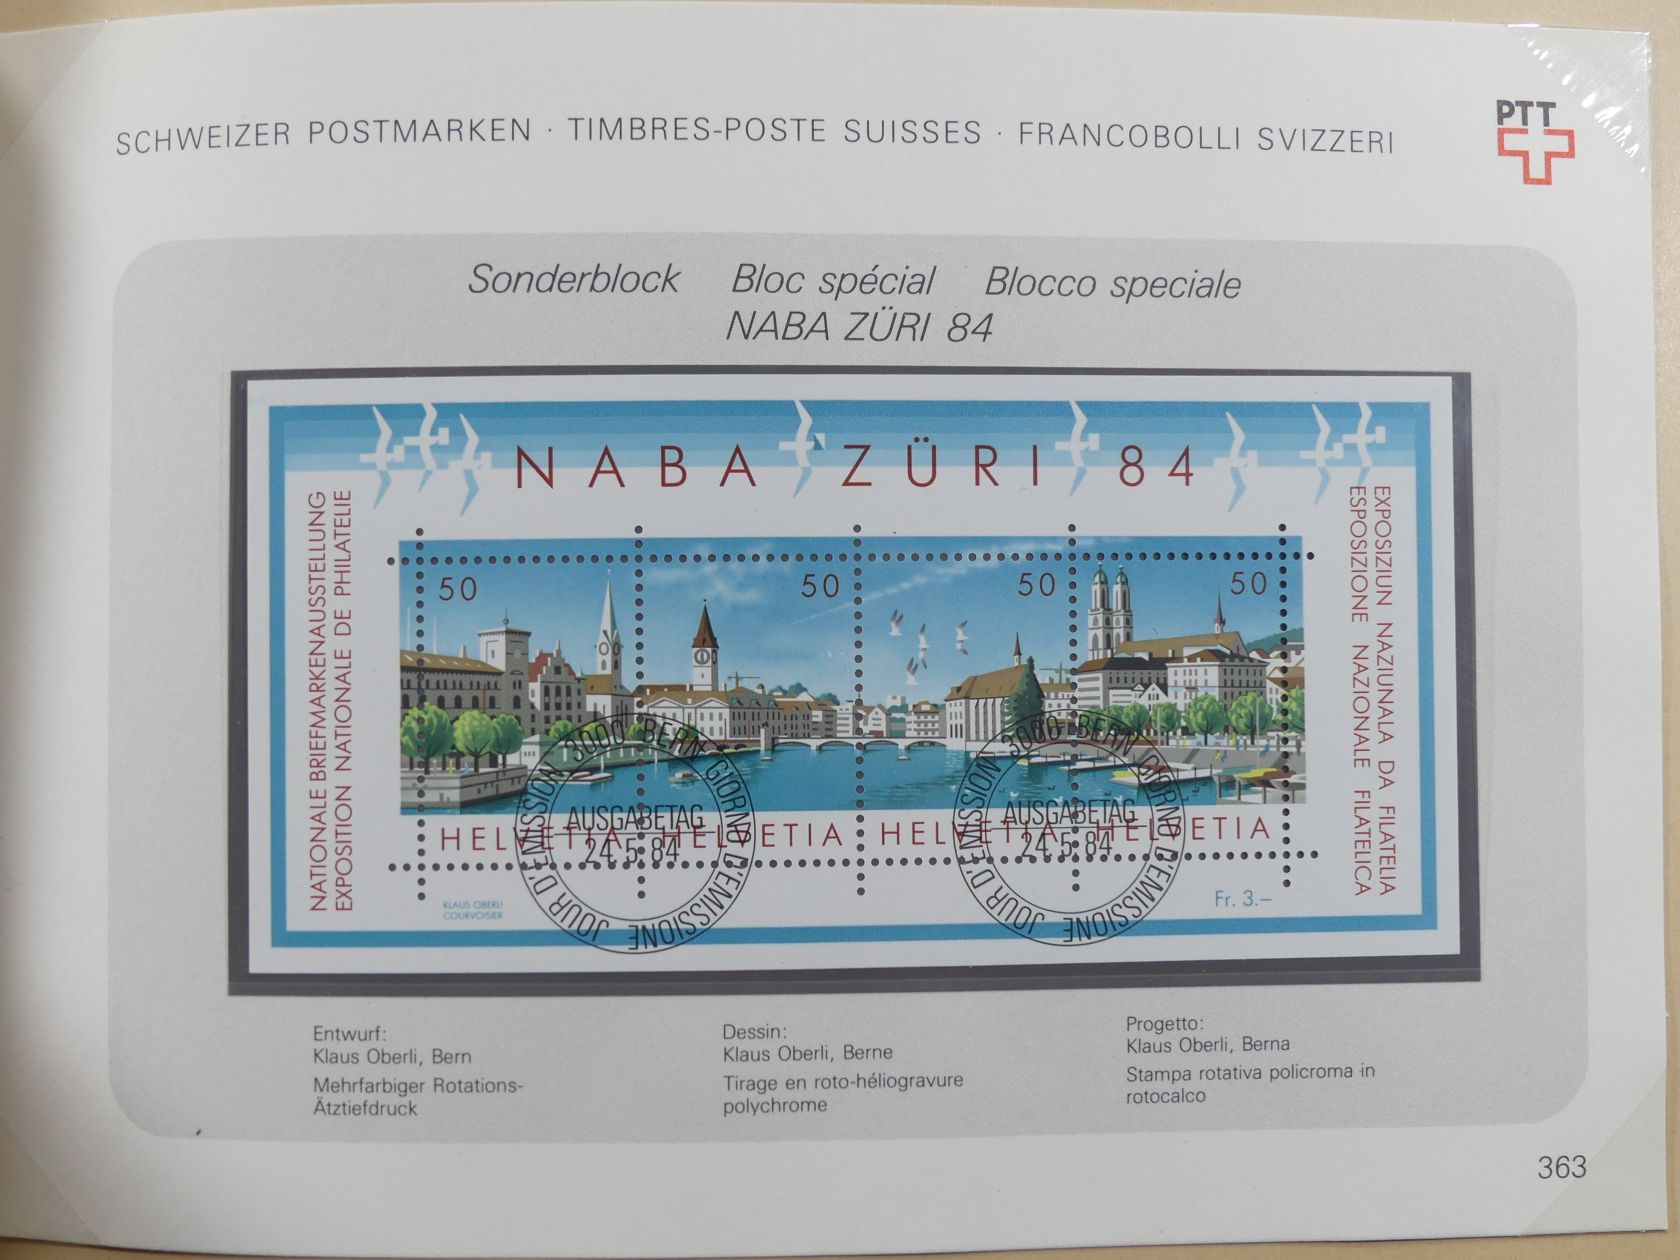 SCHWEIZER POSTMARKEN · TIMBRES-POSTE SUISSES · FRANCOBOLLI SVIZZERI
PTT
Sonderblock Bloc spécial Blocco speciale
NABA ZÜRI 84
NABA ZÜRI 84
NATIONALE BRIEFMARKENAUSSTELLUNG
EXPOSITION NATIONALE DE PHILATELIE
EXPOSIZIUN NAZIUNALA DA FILATELIA
ESPOSIZIONE NAZIONALE FILATELICA
50 50 50 50
HELVETIA HELVETIA HELVETIA HELVETIA
3000 BERN GIORNO D'EMISSIONE JOUR D'EMISSION
AUSGABETAG
24.5.84
3000 BERN GIORNO D'EMISSIONE JOUR D'EMISSION
AUSGABETAG
24.5.84
KLAUS OBERLI
COURVOISIER
Fr. 3.–
Entwurf:
Klaus Oberli, Bern
Mehrfarbiger Rotations-
Ätztiefdruck
Dessin:
Klaus Oberli, Berne
Tirage en roto-héliogravure
polychrome
Progetto:
Klaus Oberli, Berna
Stampa rotativa policroma in
rotocalco
363